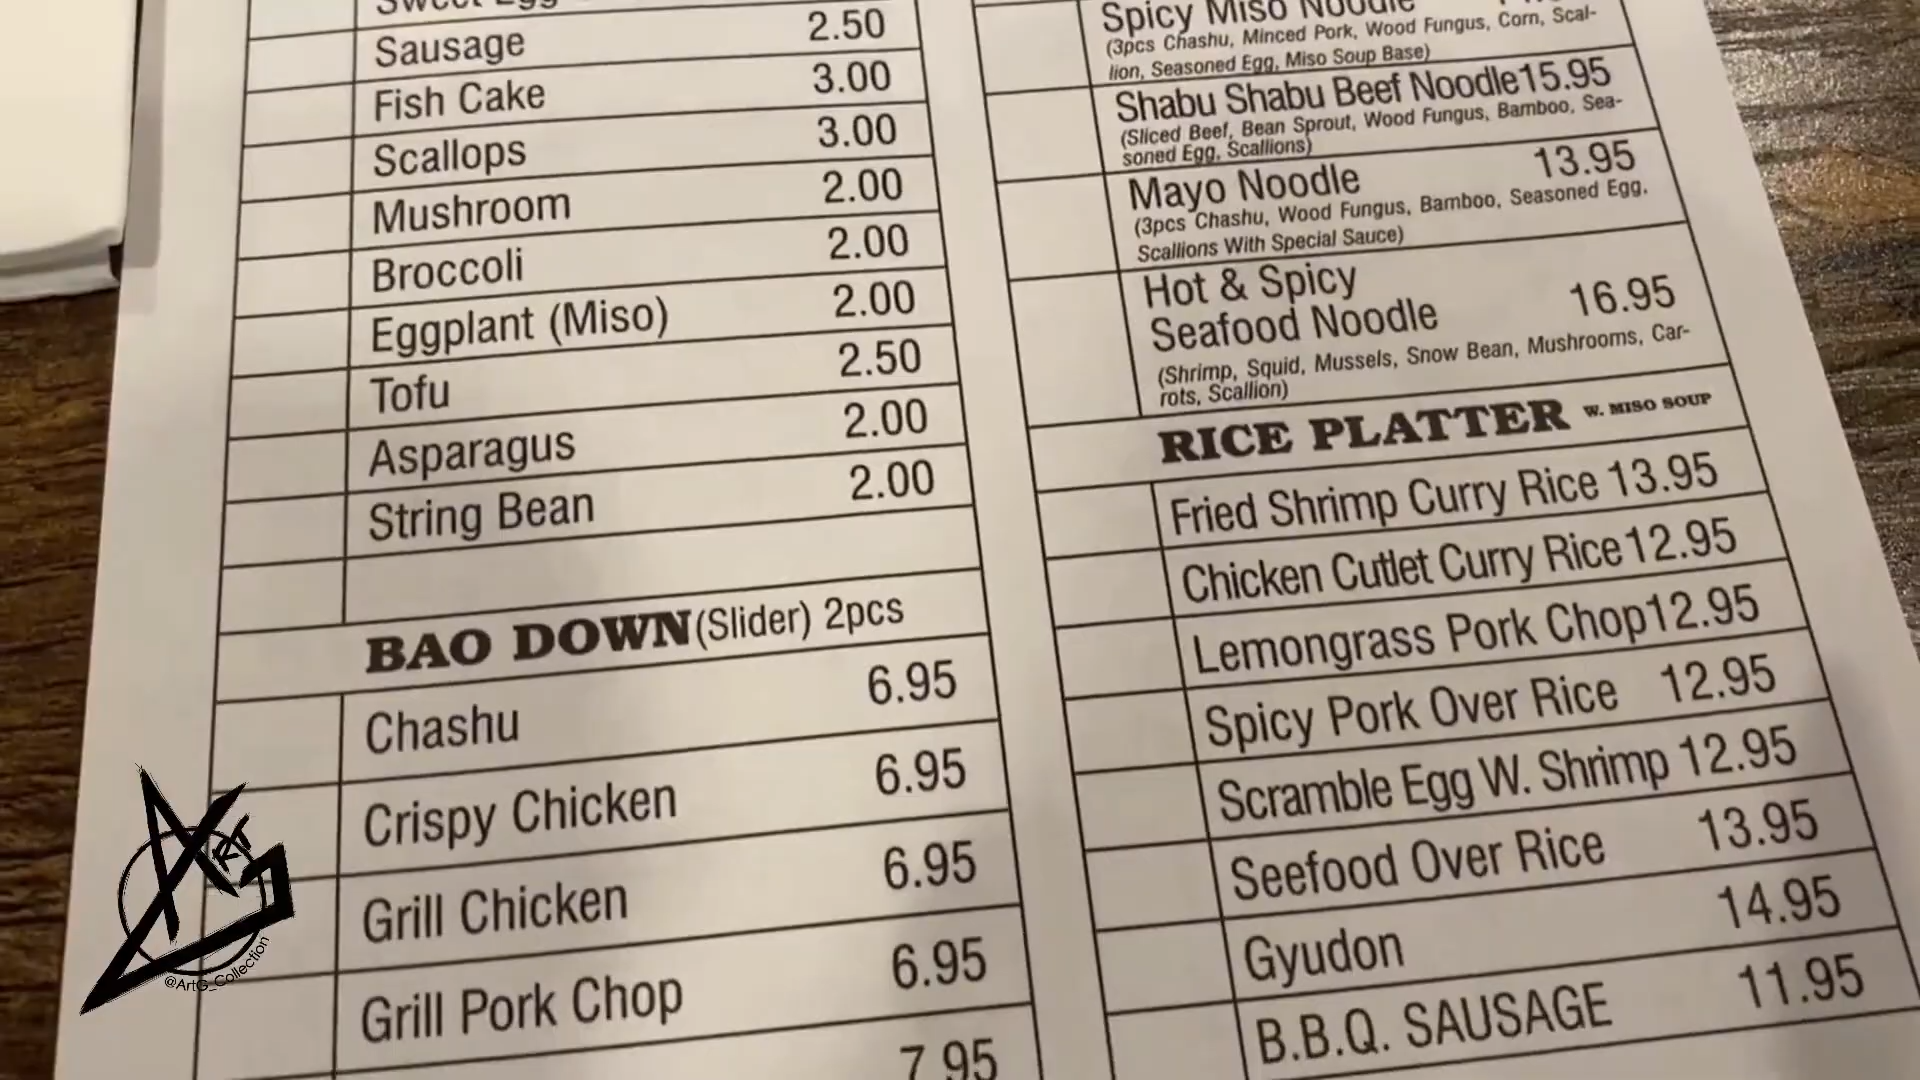 Sweet Egg
Sausage 2.50
Fish Cake 3.00
Scallops 3.00
Mushroom 2.00
Broccoli 2.00
Eggplant (Miso) 2.00
Tofu 2.50
Asparagus 2.00
String Bean 2.00
BAO DOWN (Slider) 2pcs
Chashu 6.95
Crispy Chicken 6.95
Grill Chicken 6.95
Grill Pork Chop 6.95
7.95
Spicy Miso Noodle
(3pcs Chashu, Minced Pork, Wood Fungus, Corn, Scal-
lion, Seasoned Egg, Miso Soup Base)
Shabu Shabu Beef Noodle 15.95
(Sliced Beef, Bean Sprout, Wood Fungus, Bamboo, Sea-
soned Egg, Scallions)
Mayo Noodle 13.95
(3pcs Chashu, Wood Fungus, Bamboo, Seasoned Egg,
Scallions With Special Sauce)
Hot & Spicy
Seafood Noodle 16.95
(Shrimp, Squid, Mussels, Snow Bean, Mushrooms, Car-
rots, Scallion)
RICE PLATTER W. MISO SOUP
Fried Shrimp Curry Rice 13.95
Chicken Cutlet Curry Rice 12.95
Lemongrass Pork Chop 12.95
Spicy Pork Over Rice 12.95
Scramble Egg W. Shrimp 12.95
Seefood Over Rice 13.95
Gyudon 14.95
B.B.Q. SAUSAGE 11.95
ART
@ArtG_Collection